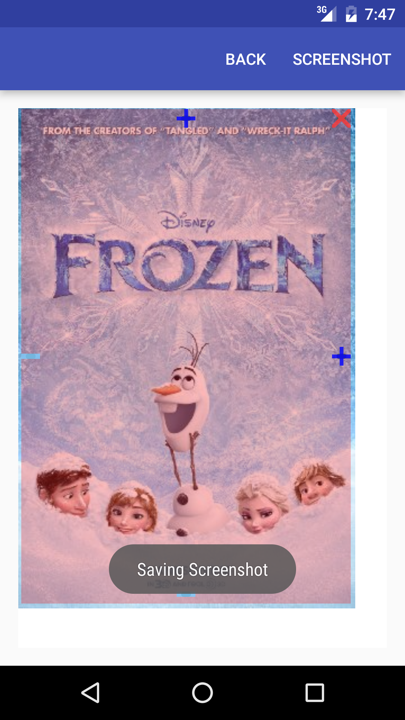 3G 7:47
BACK SCREENSHOT
FROM THE CREATORS OF "TANGLED" AND "WRECK-IT RALPH"
DISNEY
FROZEN
Saving Screenshot